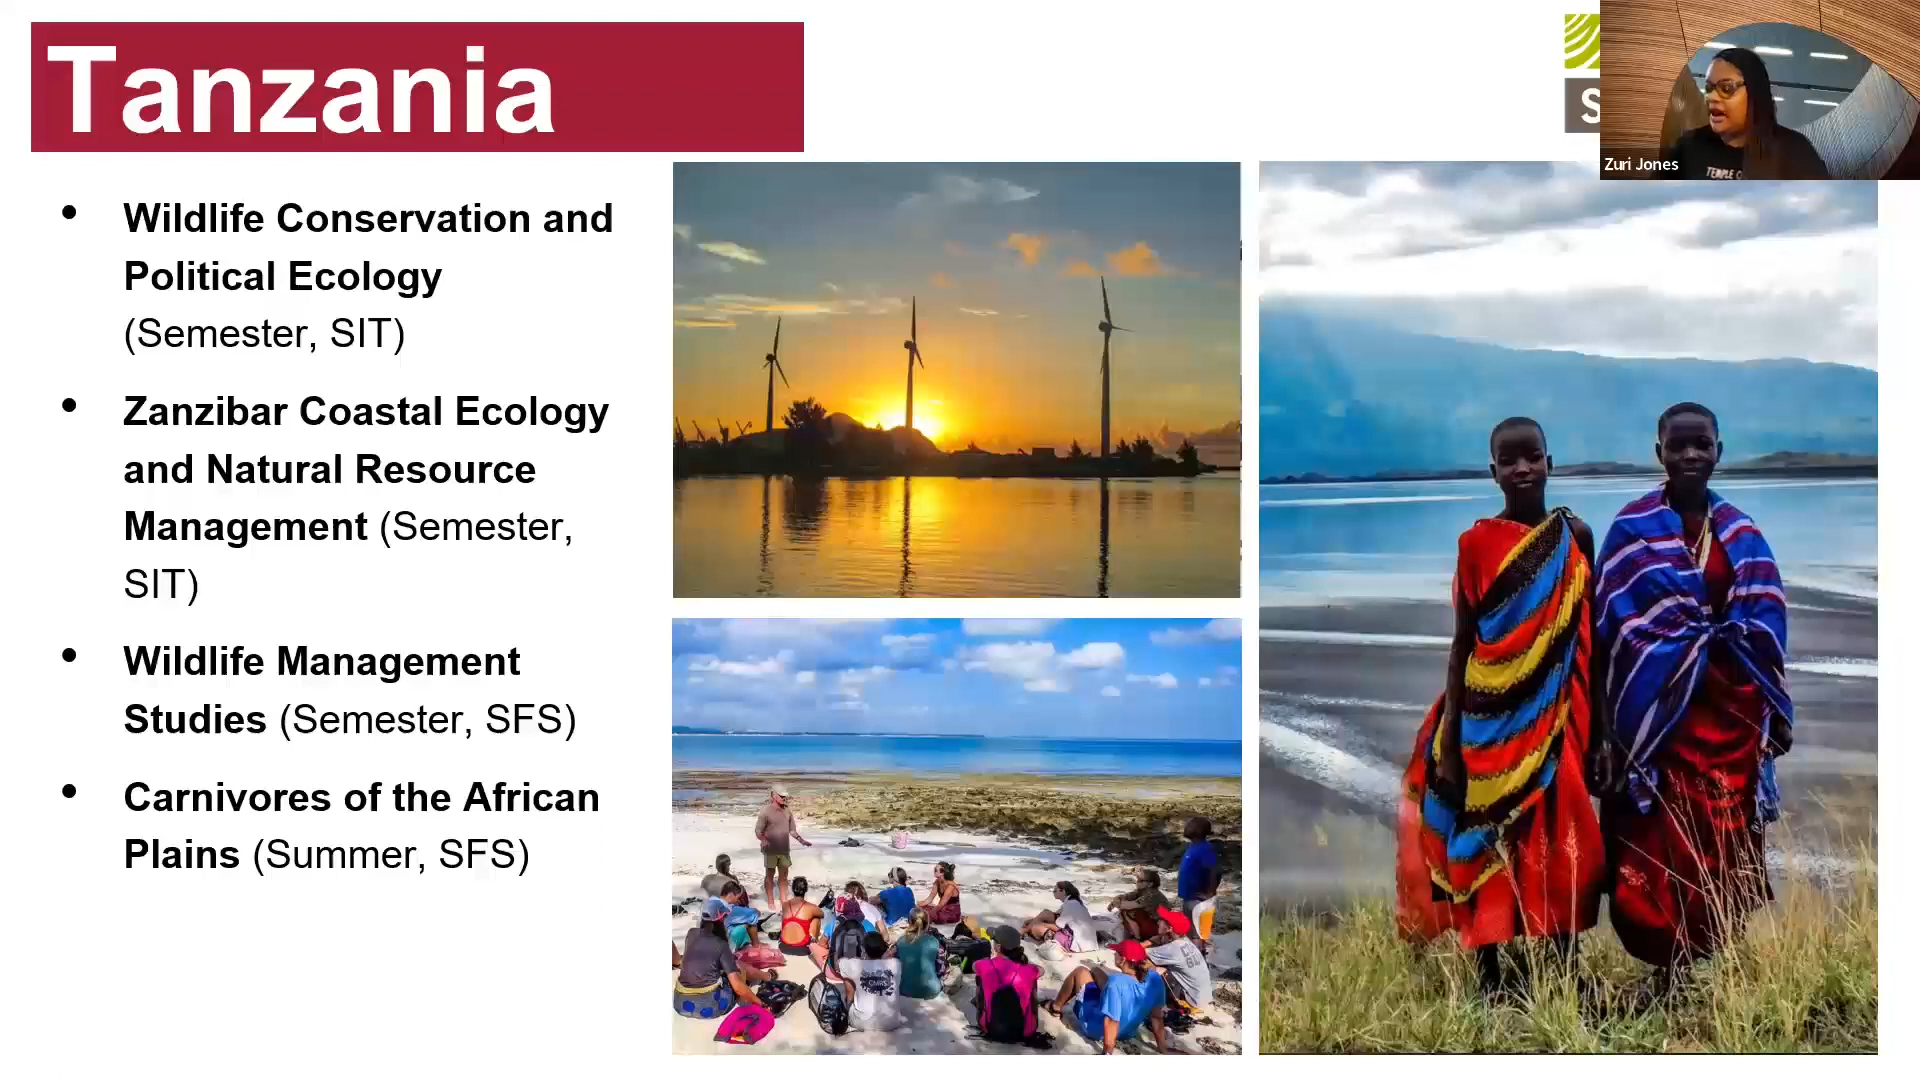 Tanzania
S
Zuri Jones
• Wildlife Conservation and
Political Ecology
(Semester, SIT)
• Zanzibar Coastal Ecology
and Natural Resource
Management (Semester,
SIT)
• Wildlife Management
Studies (Semester, SFS)
• Carnivores of the African
Plains (Summer, SFS)